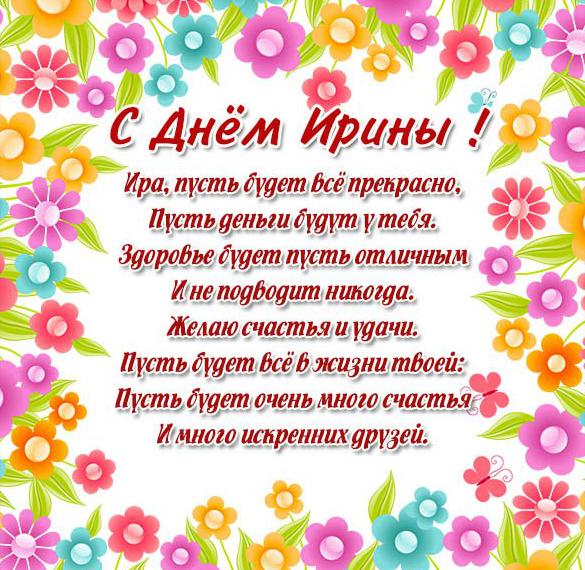 С Днём Ирины !
Ира, пусть будет всё прекрасно,
Пусть деньги будут у тебя.
Здоровье будет пусть отличным
И не подводит никогда.
Желаю счастья и удачи.
Пусть будет всё в жизни твоей:
Пусть будет очень много счастья
И много искренних друзей.